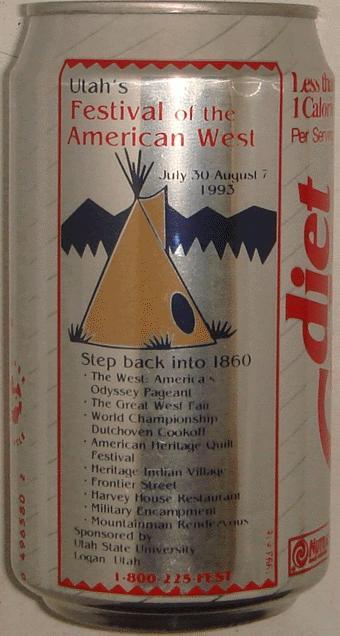 Utah's
Festival of the
American West
July 30-August 7
1993
Step back into 1860
· The West: America's
Odyssey Pageant
· The Great West Fair
· World Championship
Dutchoven Cookoff
· American Heritage Quilt
Festival
· Heritage Indian Village
· Frontier Street
· Harvey House Restaurant
· Military Encampment
· Mountainman Rendezvous
Sponsored by
Utah State University
Logan, Utah
1-800-225-FEST
Less
1 Calor
Per
diet